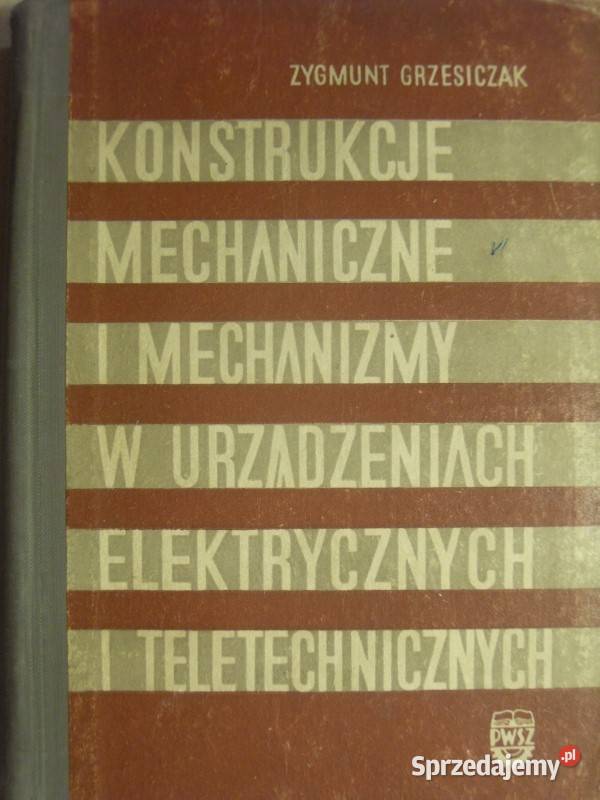 ZYGMUNT GRZESICZAK
KONSTRUKCJE
MECHANICZNE
I MECHANIZMY
W URZĄDZENIACH
ELEKTRYCZNYCH
I TELETECHNICZNYCH
PWSZ
Sprzedajemy.pl